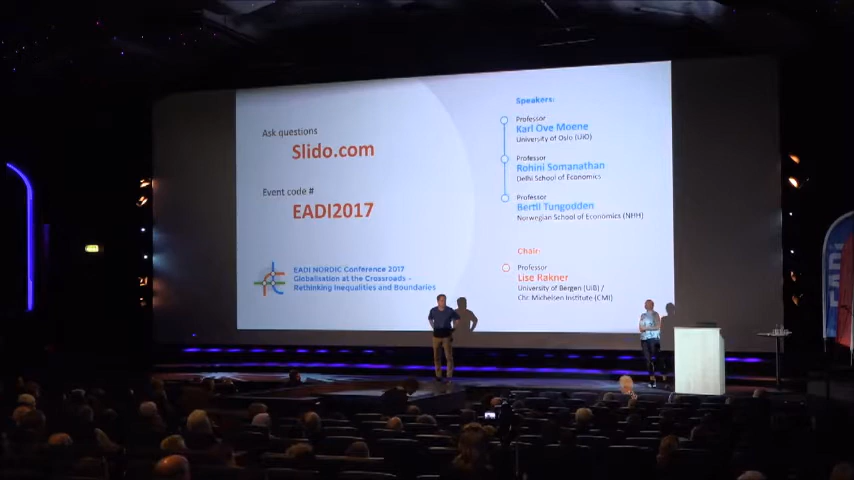 Ask questions
Slido.com
Event code #
EADI2017
EADI NORDIC Conference 2017
Globalisation at the Crossroads –
Rethinking Inequalities and Boundaries
Speakers:
Professor
Karl Ove Moene
University of Oslo (UiO)
Professor
Rohini Somanathan
Delhi School of Economics
Professor
Bertil Tungodden
Norwegian School of Economics (NHH)
Chair:
Professor
Lise Rakner
University of Bergen (UiB) /
Chr. Michelsen Institute (CMI)
EADI